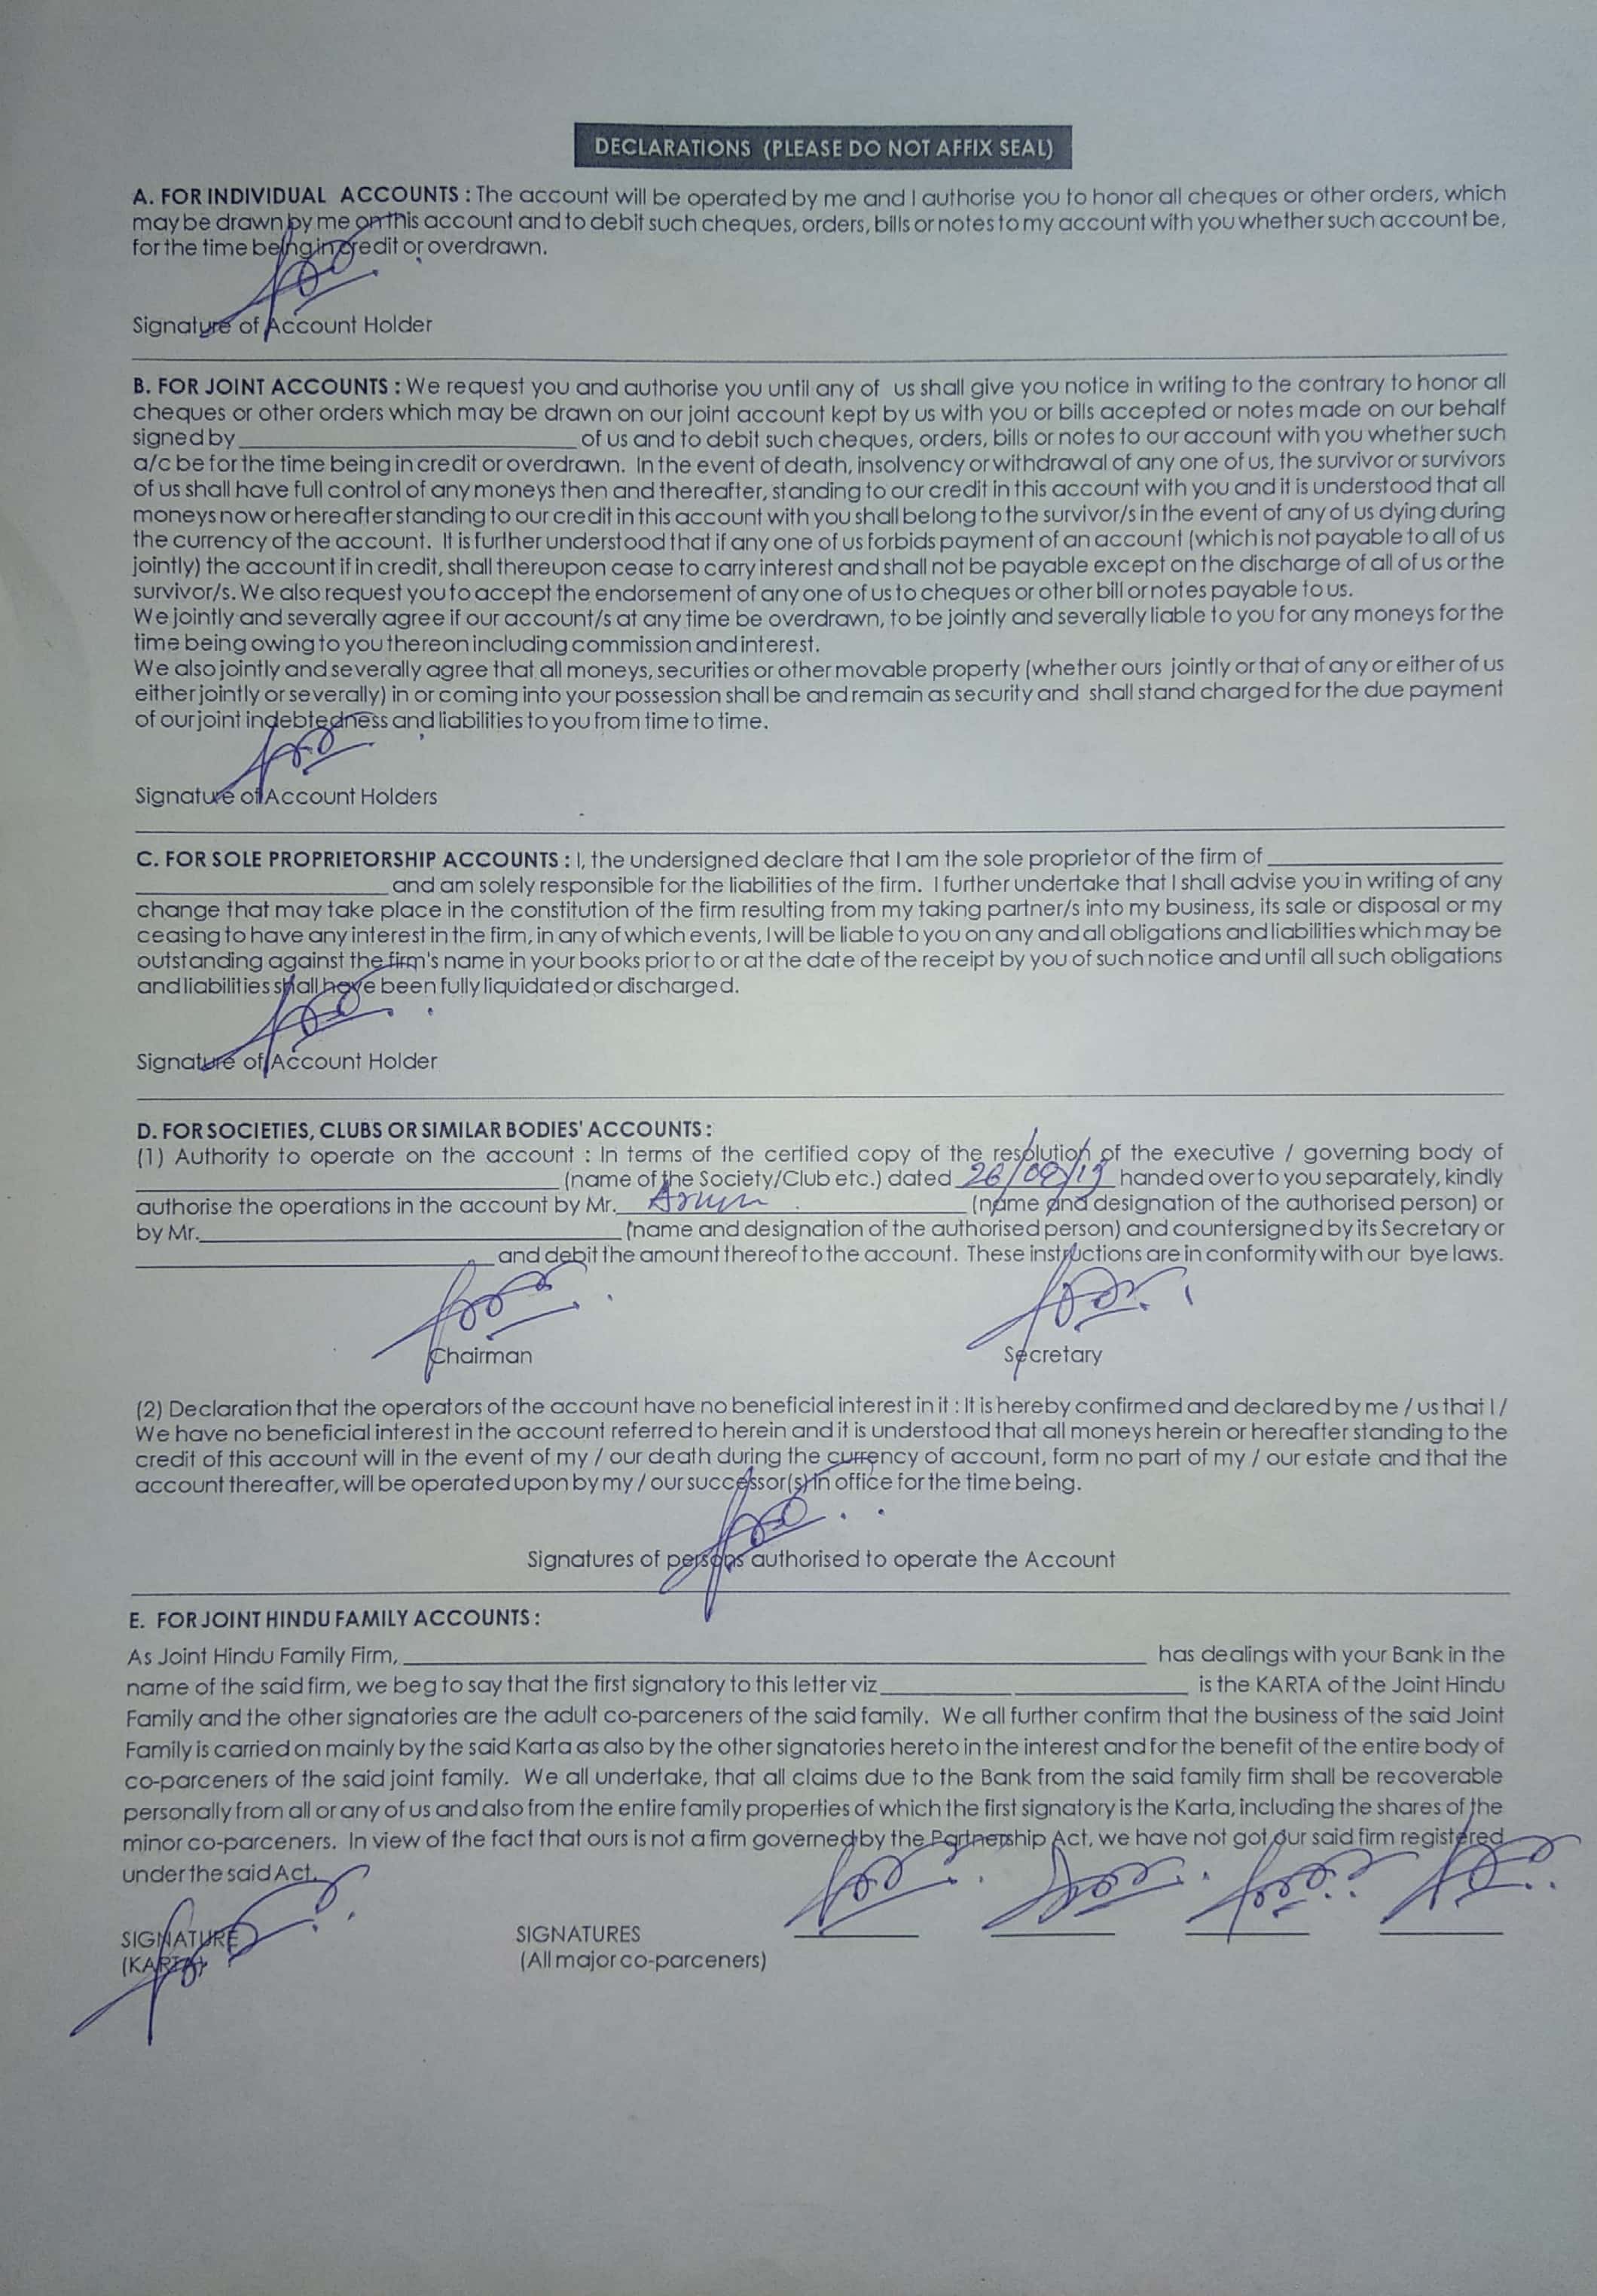 DECLARATIONS (PLEASE DO NOT AFFIX SEAL)
A. FOR INDIVIDUAL ACCOUNTS : The account will be operated by me and I authorise you to honor all cheques or other orders, which
may be drawn by me on this account and to debit such cheques, orders, bills or notes to my account with you whether such account be,
for the time being in credit or overdrawn.
Signature of Account Holder
B. FOR JOINT ACCOUNTS : We request you and authorise you until any of us shall give you notice in writing to the contrary to honor all
cheques or other orders which may be drawn on our joint account kept by us with you or bills accepted or notes made on our behalf
signed by ____________________ of us and to debit such cheques, orders, bills or notes to our account with you whether such
a/c be for the time being in credit or overdrawn. In the event of death, insolvency or withdrawal of any one of us, the survivor or survivors
of us shall have full control of any moneys then and thereafter, standing to our credit in this account with you and it is understood that all
moneys now or hereafter standing to our credit in this account with you shall belong to the survivor/s in the event of any of us dying during
the currency of the account. It is further understood that if any one of us forbids payment of an account (which is not payable to all of us
jointly) the account if in credit, shall thereupon cease to carry interest and shall not be payable except on the discharge of all of us or the
survivor/s. We also request you to accept the endorsement of any one of us to cheques or other bill or notes payable to us.
We jointly and severally agree if our account/s at any time be overdrawn, to be jointly and severally liable to you for any moneys for the
time being owing to you thereon including commission and interest.
We also jointly and severally agree that all moneys, securities or other movable property (whether ours jointly or that of any or either of us
either jointly or severally) in or coming into your possession shall be and remain as security and shall stand charged for the due payment
of our joint indebtedness and liabilities to you from time to time.
Signature of Account Holders
C. FOR SOLE PROPRIETORSHIP ACCOUNTS : I, the undersigned declare that I am the sole proprietor of the firm of ____________________
____________________ and am solely responsible for the liabilities of the firm. I further undertake that I shall advise you in writing of any
change that may take place in the constitution of the firm resulting from my taking partner/s into my business, its sale or disposal or my
ceasing to have any interest in the firm, in any of which events, I will be liable to you on any and all obligations and liabilities which may be
outstanding against the firm's name in your books prior to or at the date of the receipt by you of such notice and until all such obligations
and liabilities shall have been fully liquidated or discharged.
Signature of Account Holder
D. FOR SOCIETIES, CLUBS OR SIMILAR BODIES' ACCOUNTS :
(1) Authority to operate on the account : In terms of the certified copy of the resolution of the executive / governing body of
____________________ (name of the Society/Club etc.) dated 26/09/19 handed over to you separately, kindly
authorise the operations in the account by Mr. Arun (name and designation of the authorised person) or
by Mr. ____________________ (name and designation of the authorised person) and countersigned by its Secretary or
____________________ and debit the amount thereof to the account. These instructions are in conformity with our bye laws.
Chairman Secretary
(2) Declaration that the operators of the account have no beneficial interest in it : It is hereby confirmed and declared by me / us that I /
We have no beneficial interest in the account referred to herein and it is understood that all moneys herein or hereafter standing to the
credit of this account will in the event of my / our death during the currency of account, form no part of my / our estate and that the
account thereafter, will be operated upon by my / our successor(s) in office for the time being.
Signatures of persons authorised to operate the Account
E. FOR JOINT HINDU FAMILY ACCOUNTS :
As Joint Hindu Family Firm, ____________________ has dealings with your Bank in the
name of the said firm, we beg to say that the first signatory to this letter viz ____________________ is the KARTA of the Joint Hindu
Family and the other signatories are the adult co-parceners of the said family. We all further confirm that the business of the said Joint
Family is carried on mainly by the said Karta as also by the other signatories hereto in the interest and for the benefit of the entire body of
co-parceners of the said joint family. We all undertake, that all claims due to the Bank from the said family firm shall be recoverable
personally from all or any of us and also from the entire family properties of which the first signatory is the Karta, including the shares of the
minor co-parceners. In view of the fact that ours is not a firm governed by the Partnership Act, we have not got our said firm registered
under the said Act.
SIGNATURE SIGNATURES
(KARTA) (All major co-parceners)